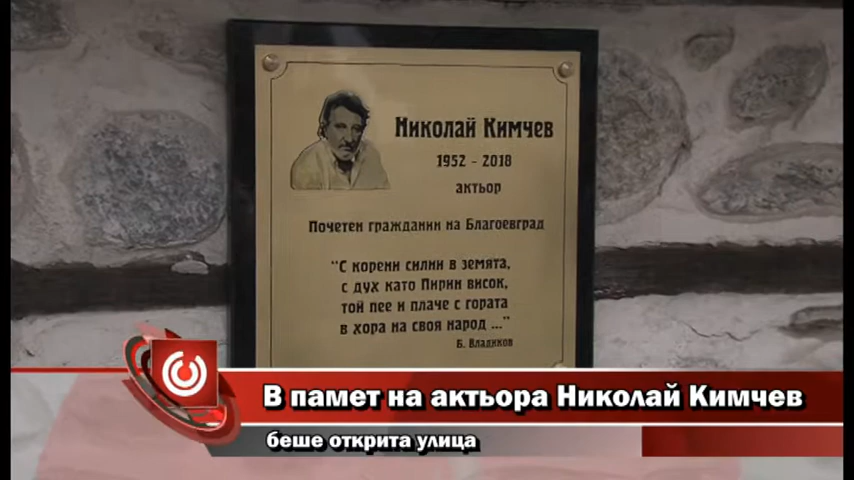 Николай Кимчев
1952 - 2018
актьор
Почетен гражданин на Благоевград
"С корени силни в земята,
с дух като Пирин висок,
той пее и плаче с гората
в хора на своя народ ..."
Б. Владиков
В памет на актьора Николай Кимчев
беше открита улица